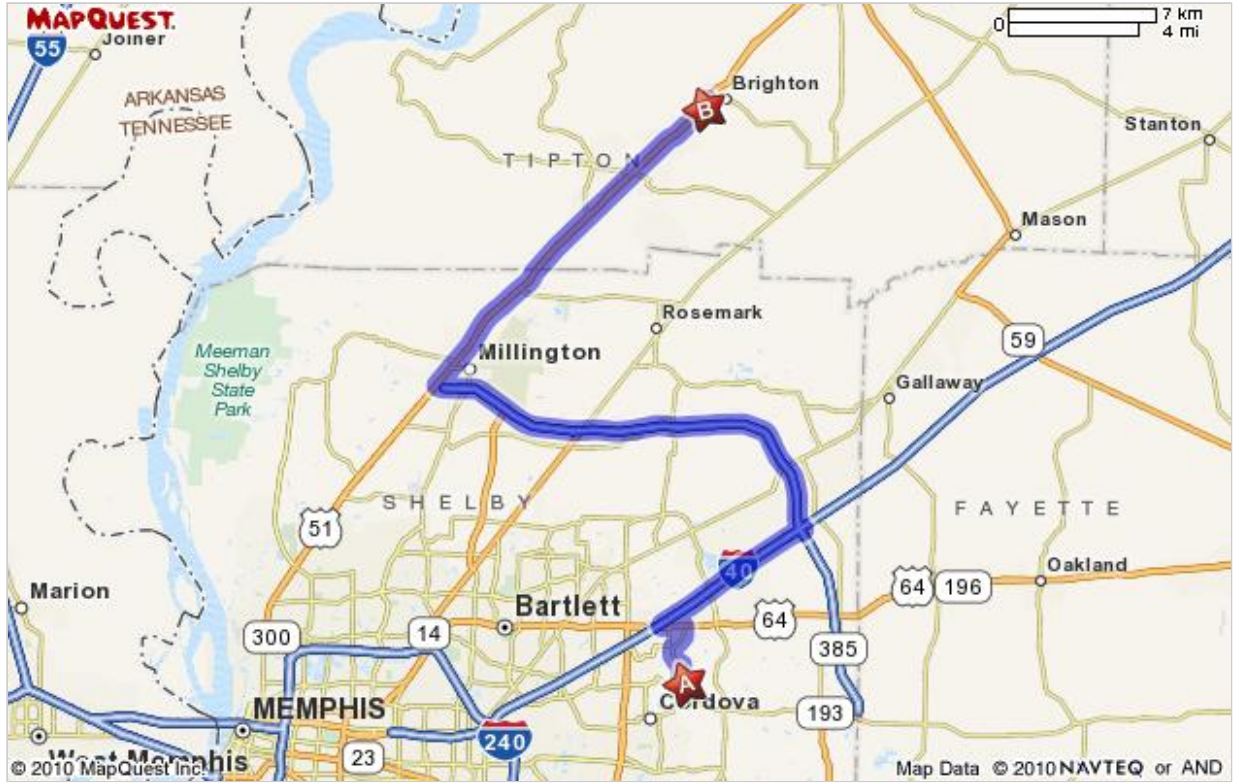 MAPQUEST.
7 km
0
4 mi
55
Joiner
ARKANSAS
TENNESSEE
B
Brighton
Stanton
TIPTON
Mason
Rosemark
59
Meeman
Shelby
State
Park
Millington
Gallaway
SHELBY
FAYETTE
51
40
Oakland
64
196
Marion
Bartlett
64
300
14
385
A
Cordova
MEMPHIS
193
240
23
West Memphis
© 2010 MapQuest Inc.
Map Data © 2010 NAVTEQ or AND